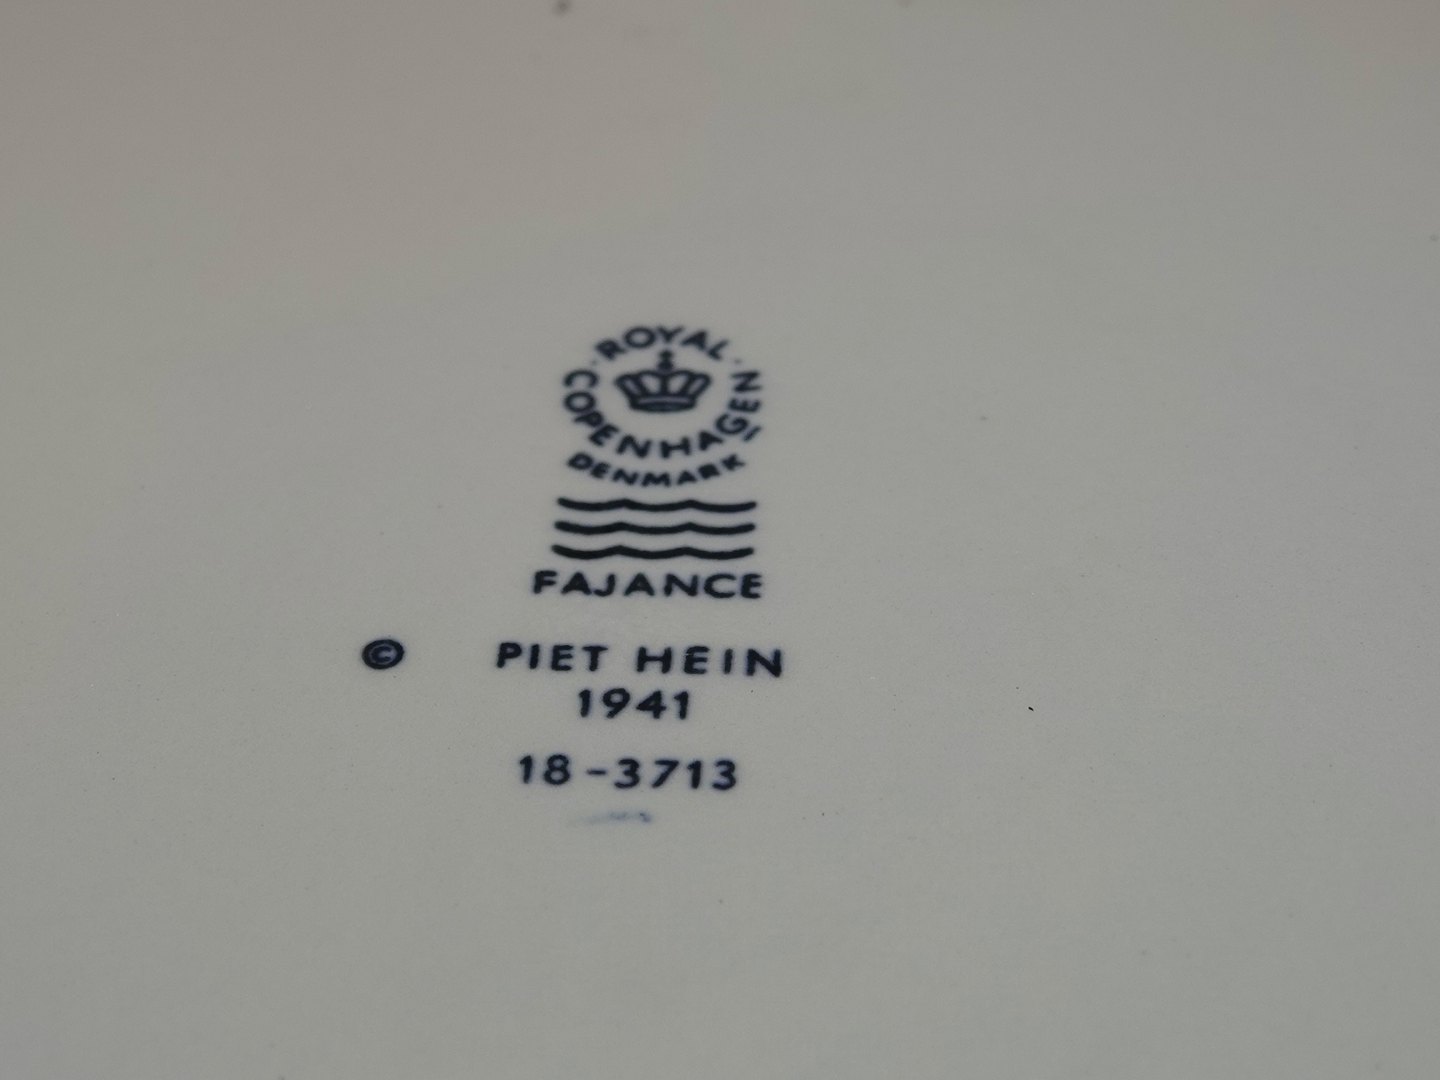 ROYAL
COPENHAGEN
DENMARK
FAJANCE
© PIET HEIN
1941
18-3713